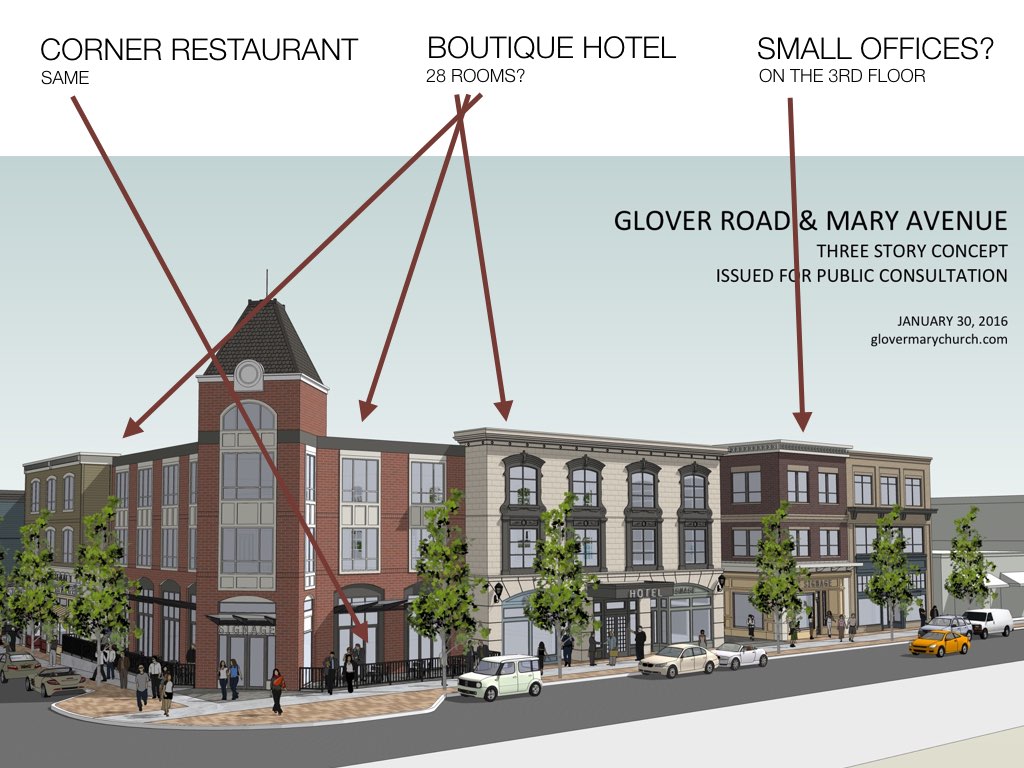 CORNER RESTAURANT
SAME
BOUTIQUE HOTEL
28 ROOMS?
SMALL OFFICES?
ON THE 3RD FLOOR
GLOVER ROAD & MARY AVENUE
THREE STORY CONCEPT
ISSUED FOR PUBLIC CONSULTATION
JANUARY 30, 2016
glovermarychurch.com
SIGNAGE
HOTEL
SIGNAGE